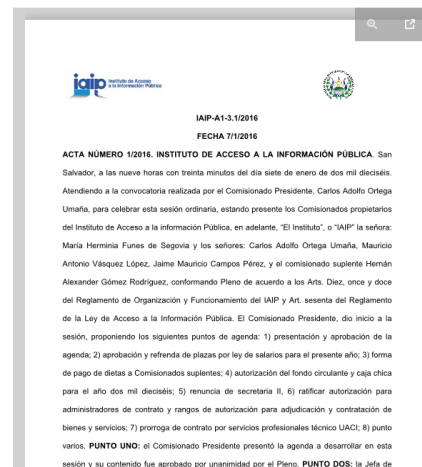 iaip Instituto de Acceso
a la Información Pública
IAIP-A1-3.1/2016
FECHA 7/1/2016
ACTA NÚMERO 1/2016. INSTITUTO DE ACCESO A LA INFORMACIÓN PÚBLICA. San
Salvador, a las nueve horas con treinta minutos del día siete de enero de dos mil dieciséis.
Atendiendo a la convocatoria realizada por el Comisionado Presidente, Carlos Adolfo Ortega
Umaña, para celebrar esta sesión ordinaria, estando presente los Comisionados propietarios
del Instituto de Acceso a la información Pública, en adelante, “El Instituto”, o “IAIP” la señora:
María Herminia Funes de Segovia y los señores: Carlos Adolfo Ortega Umaña, Mauricio
Antonio Vásquez López, Jaime Mauricio Campos Pérez, y el comisionado suplente Hernán
Alexander Gómez Rodríguez, conformando Pleno de acuerdo a los Arts. Diez, once y doce
del Reglamento de Organización y Funcionamiento del IAIP y Art. sesenta del Reglamento
de la Ley de Acceso a la Información Pública. El Comisionado Presidente, dio inicio a la
sesión, proponiendo los siguientes puntos de agenda: 1) presentación y aprobación de la
agenda; 2) aprobación y refrenda de plazas por ley de salarios para el presente año; 3) forma
de pago de dietas a Comisionados suplentes; 4) autorización del fondo circulante y caja chica
para el año dos mil dieciséis; 5) renuncia de secretaria II, 6) ratificar autorización para
administradores de contrato y rangos de autorización para adjudicación y contratación de
bienes y servicios; 7) prorroga de contrato por servicios profesionales técnico UACI; 8) punto
varios. PUNTO UNO: el Comisionado Presidente presentó la agenda a desarrollar en esta
sesión y su contenido fue aprobado por unanimidad por el Pleno. PUNTO DOS: la Jefa de